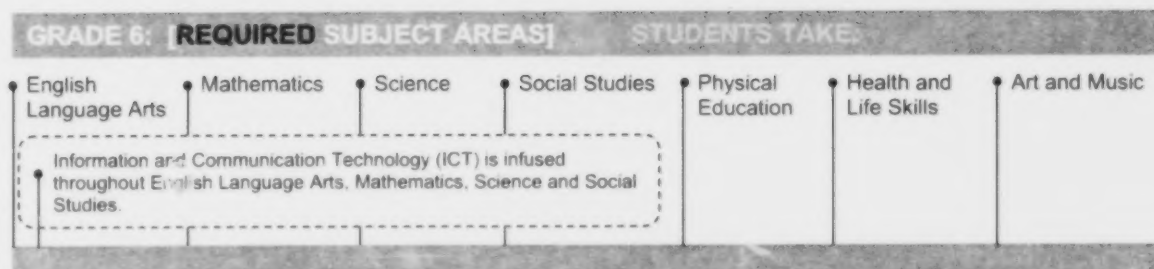 GRADE 6: [REQUIRED SUBJECT AREAS] STUDENTS TAKE:
English
Language Arts
Mathematics
Science
Social Studies
Physical
Education
Health and
Life Skills
Art and Music
Information and Communication Technology (ICT) is infused
throughout English Language Arts, Mathematics, Science and Social
Studies.